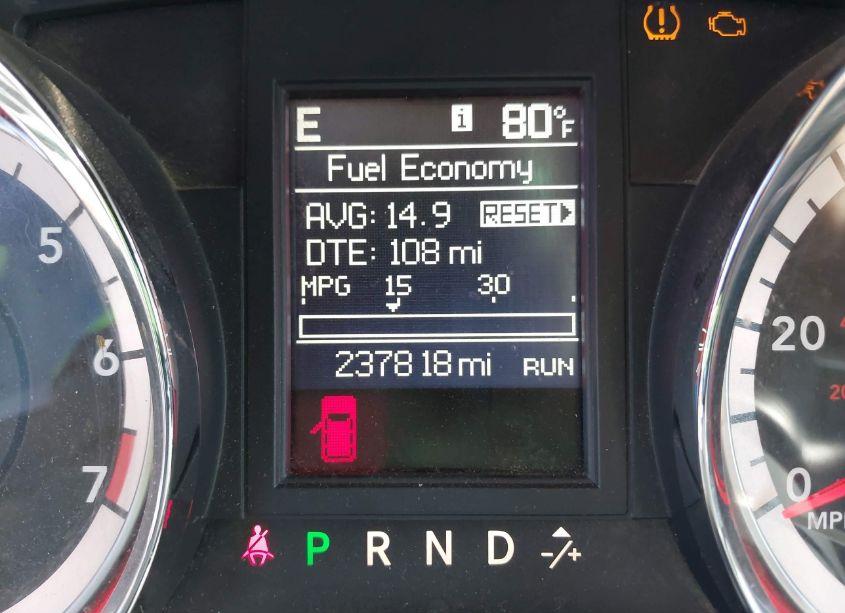 E i 80°F
Fuel Economy
AVG: 14.9 RESET
DTE: 108 mi
MPG 15 30
237818 mi RUN
P R N D -/+
5
6
7
20
0
MPH